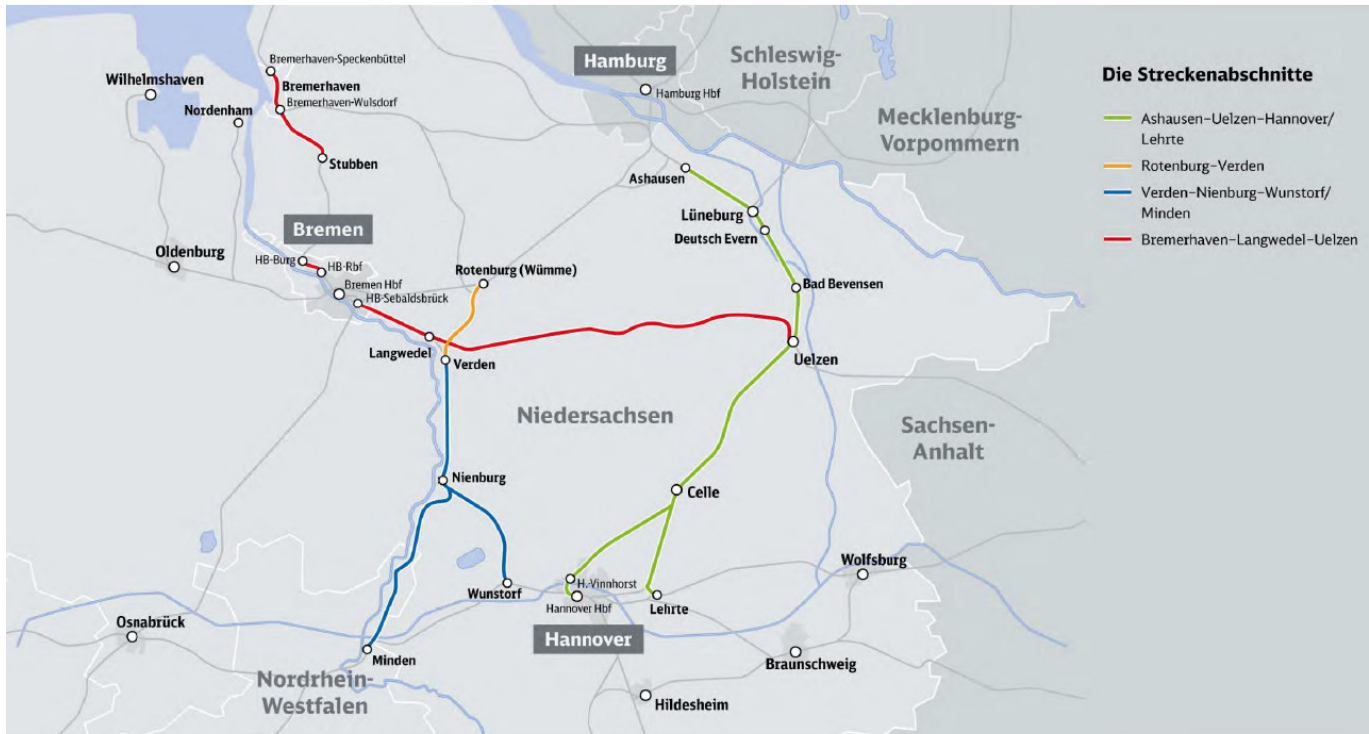 Bremerhaven-Speckenbüttel
Wilhelmshaven
Bremerhaven
Bremerhaven-Wulsdorf
Nordenham
Stubben
Hamburg
Hamburg Hbf
Schleswig-
Holstein
Mecklenburg-
Vorpommern
Ashausen
Lüneburg
Deutsch Evern
Bad Bevensen
Uelzen
Bremen
Oldenburg
HB-Burg
HB-Rbf
Bremen Hbf
HB-Sebaldsbrück
Rotenburg (Wümme)
Langwedel
Verden
Niedersachsen
Sachsen-
Anhalt
Nienburg
Celle
Wunstorf
H.-Vinnhorst
Hannover Hbf
Lehrte
Hannover
Wolfsburg
Braunschweig
Hildesheim
Osnabrück
Minden
Nordrhein-
Westfalen
Die Streckenabschnitte
Ashausen–Uelzen–Hannover/
Lehrte
Rotenburg–Verden
Verden–Nienburg–Wunstorf/
Minden
Bremerhaven–Langwedel–Uelzen